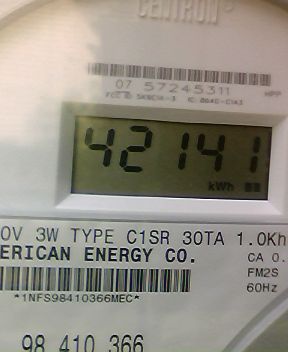 CENTRON
07 57245311
HPP
42141
kWh
0V 3W TYPE C1SR 30TA 1.0Kh
ERICAN ENERGY CO.
CA 0.
FM2S
*1NFS98410366MEC*
60Hz
98 410 366